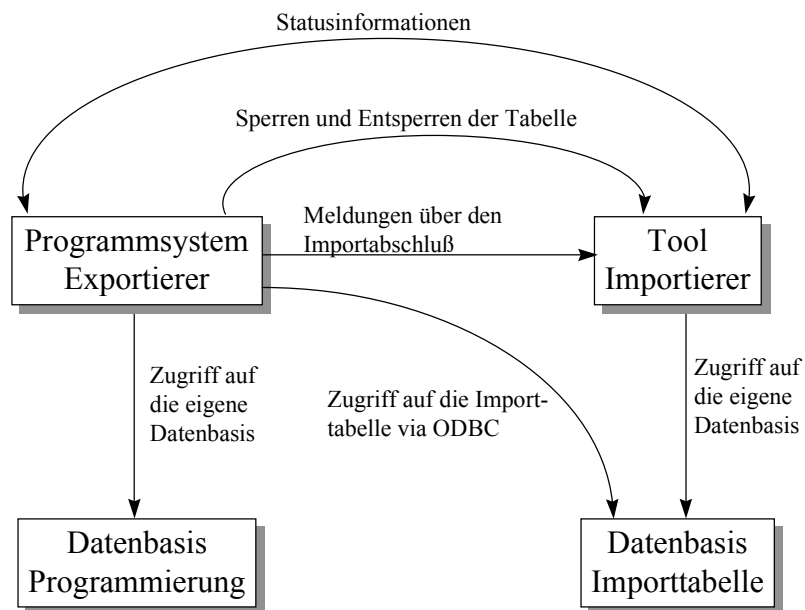 Statusinformationen
Sperren und Entsperren der Tabelle
Meldungen über den
Importabschluß
Programmsystem
Exportierer
Tool
Importierer
Zugriff auf
die eigene
Datenbasis
Zugriff auf die Import-
tabelle via ODBC
Zugriff auf
die eigene
Datenbasis
Datenbasis
Programmierung
Datenbasis
Importtabelle